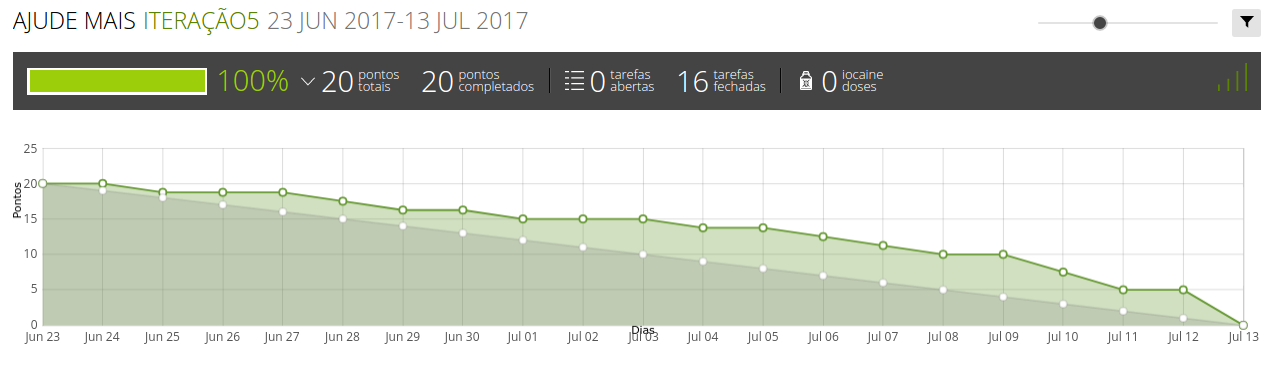 AJUDE MAIS ITERAÇÃO5 23 JUN 2017-13 JUL 2017
100% 20 pontos totais 20 pontos completados 0 tarefas abertas 16 tarefas fechadas 0 iocaine doses
25
20
15
10
5
0
Pontos
Jun 23 Jun 24 Jun 25 Jun 26 Jun 27 Jun 28 Jun 29 Jun 30 Jul 01 Jul 02 Jul 03 Jul 04 Jul 05 Jul 06 Jul 07 Jul 08 Jul 09 Jul 10 Jul 11 Jul 12 Jul 13
Dias